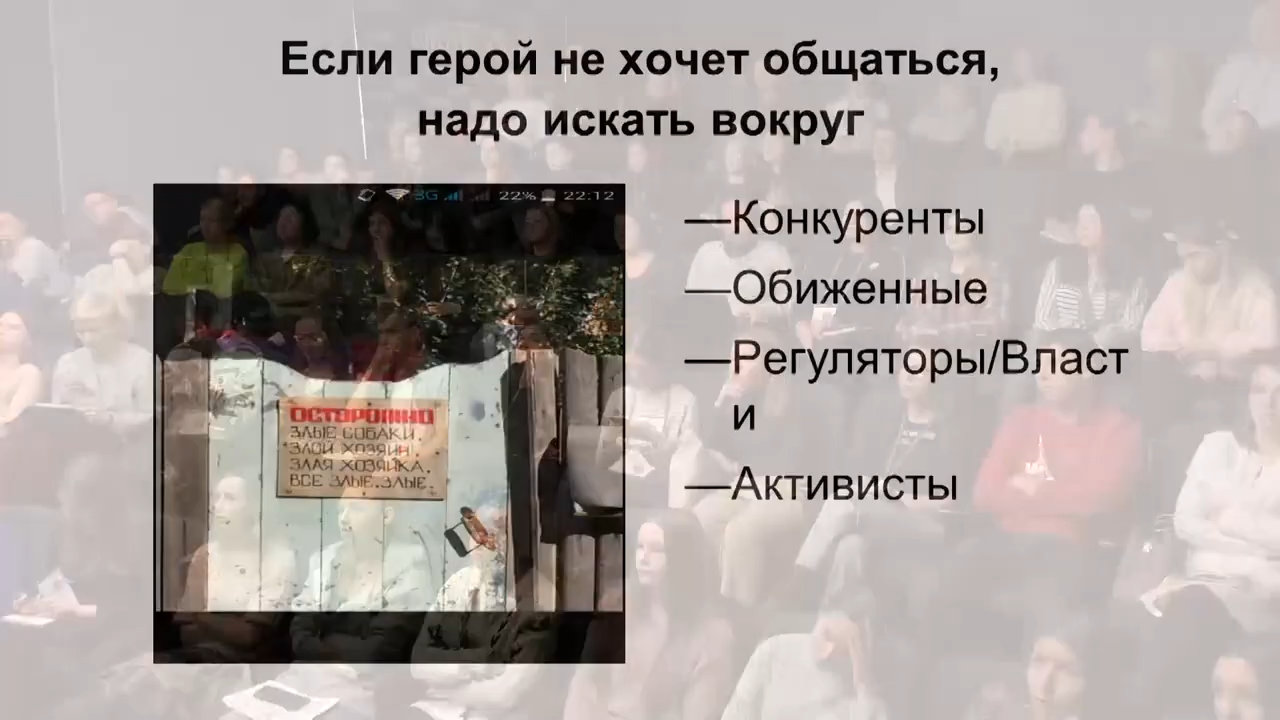 Если герой не хочет общаться,
надо искать вокруг
3G 22% 22:12
ОСТОРОЖНО
ЗЛЫЕ СОБАКИ,
ЗЛОЙ ХОЗЯИН,
ЗЛАЯ ХОЗЯЙКА,
ВСЕ ЗЛЫЕ.ЗЛЫЕ.
—Конкуренты
—Обиженные
—Регуляторы/Власт
и
—Активисты